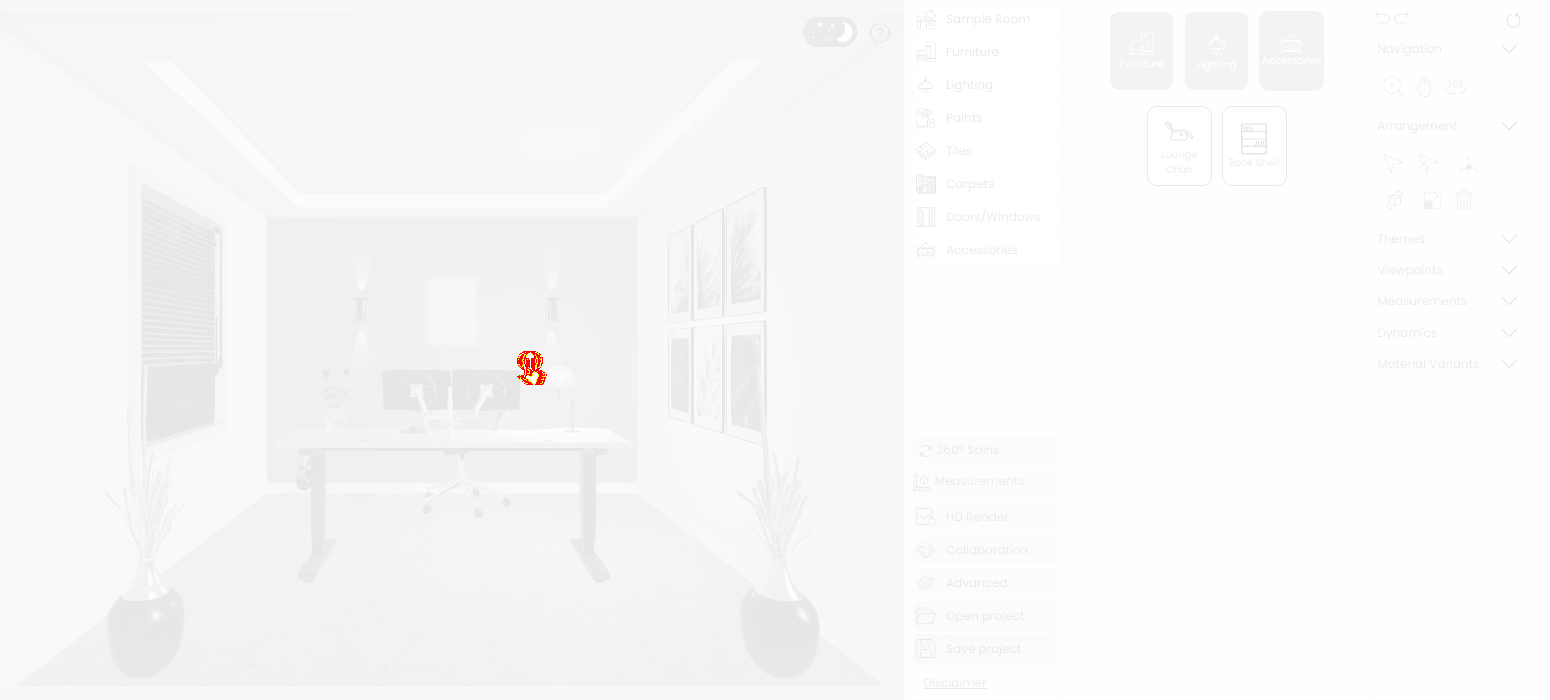 Sample Room
Furniture
Lighting
Paints
Tiles
Carpets
Doors/Windows
Accessories
360° Spins
Measurements
HD Render
Collaboration
Advanced
Open project
Save project
Disclaimer
Furniture
Lighting
Accessories
Lounge
Chair
Book Shelf
Navigation
360
Arrangement
Themes
Viewpoints
Measurements
Dynamics
Material Variants
?